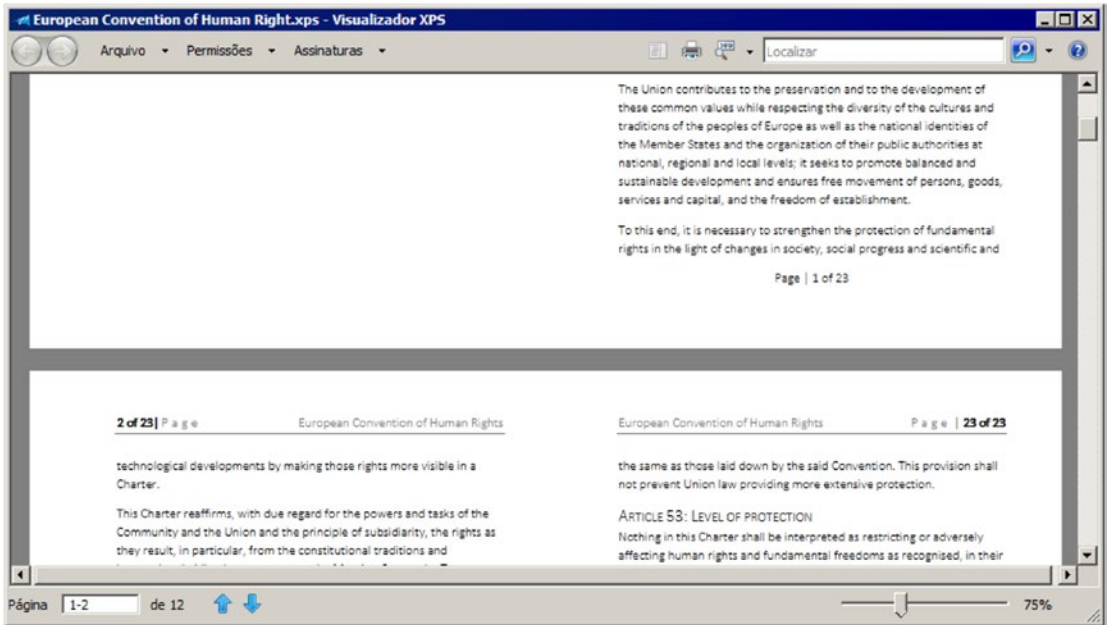 European Convention of Human Right.xps - Visualizador XPS
Arquivo Permissões Assinaturas Localizar
The Union contributes to the preservation and to the development of
these common values while respecting the diversity of the cultures and
traditions of the peoples of Europe as well as the national identities of
the Member States and the organization of their public authorities at
national, regional and local levels; it seeks to promote balanced and
sustainable development and ensures free movement of persons, goods,
services and capital, and the freedom of establishment.
To this end, it is necessary to strengthen the protection of fundamental
rights in the light of changes in society, social progress and scientific and
Page | 1 of 23
2 of 23| Page European Convention of Human Rights
technological developments by making those rights more visible in a
Charter.
This Charter reaffirms, with due regard for the powers and tasks of the
Community and the Union and the principle of subsidiarity, the rights as
they result, in particular, from the constitutional traditions and
European Convention of Human Rights Page | 23 of 23
the same as those laid down by the said Convention. This provision shall
not prevent Union law providing more extensive protection.
ARTICLE 53: LEVEL OF PROTECTION
Nothing in this Charter shall be interpreted as restricting or adversely
affecting human rights and fundamental freedoms as recognised, in their
Página 1-2 de 12 75%